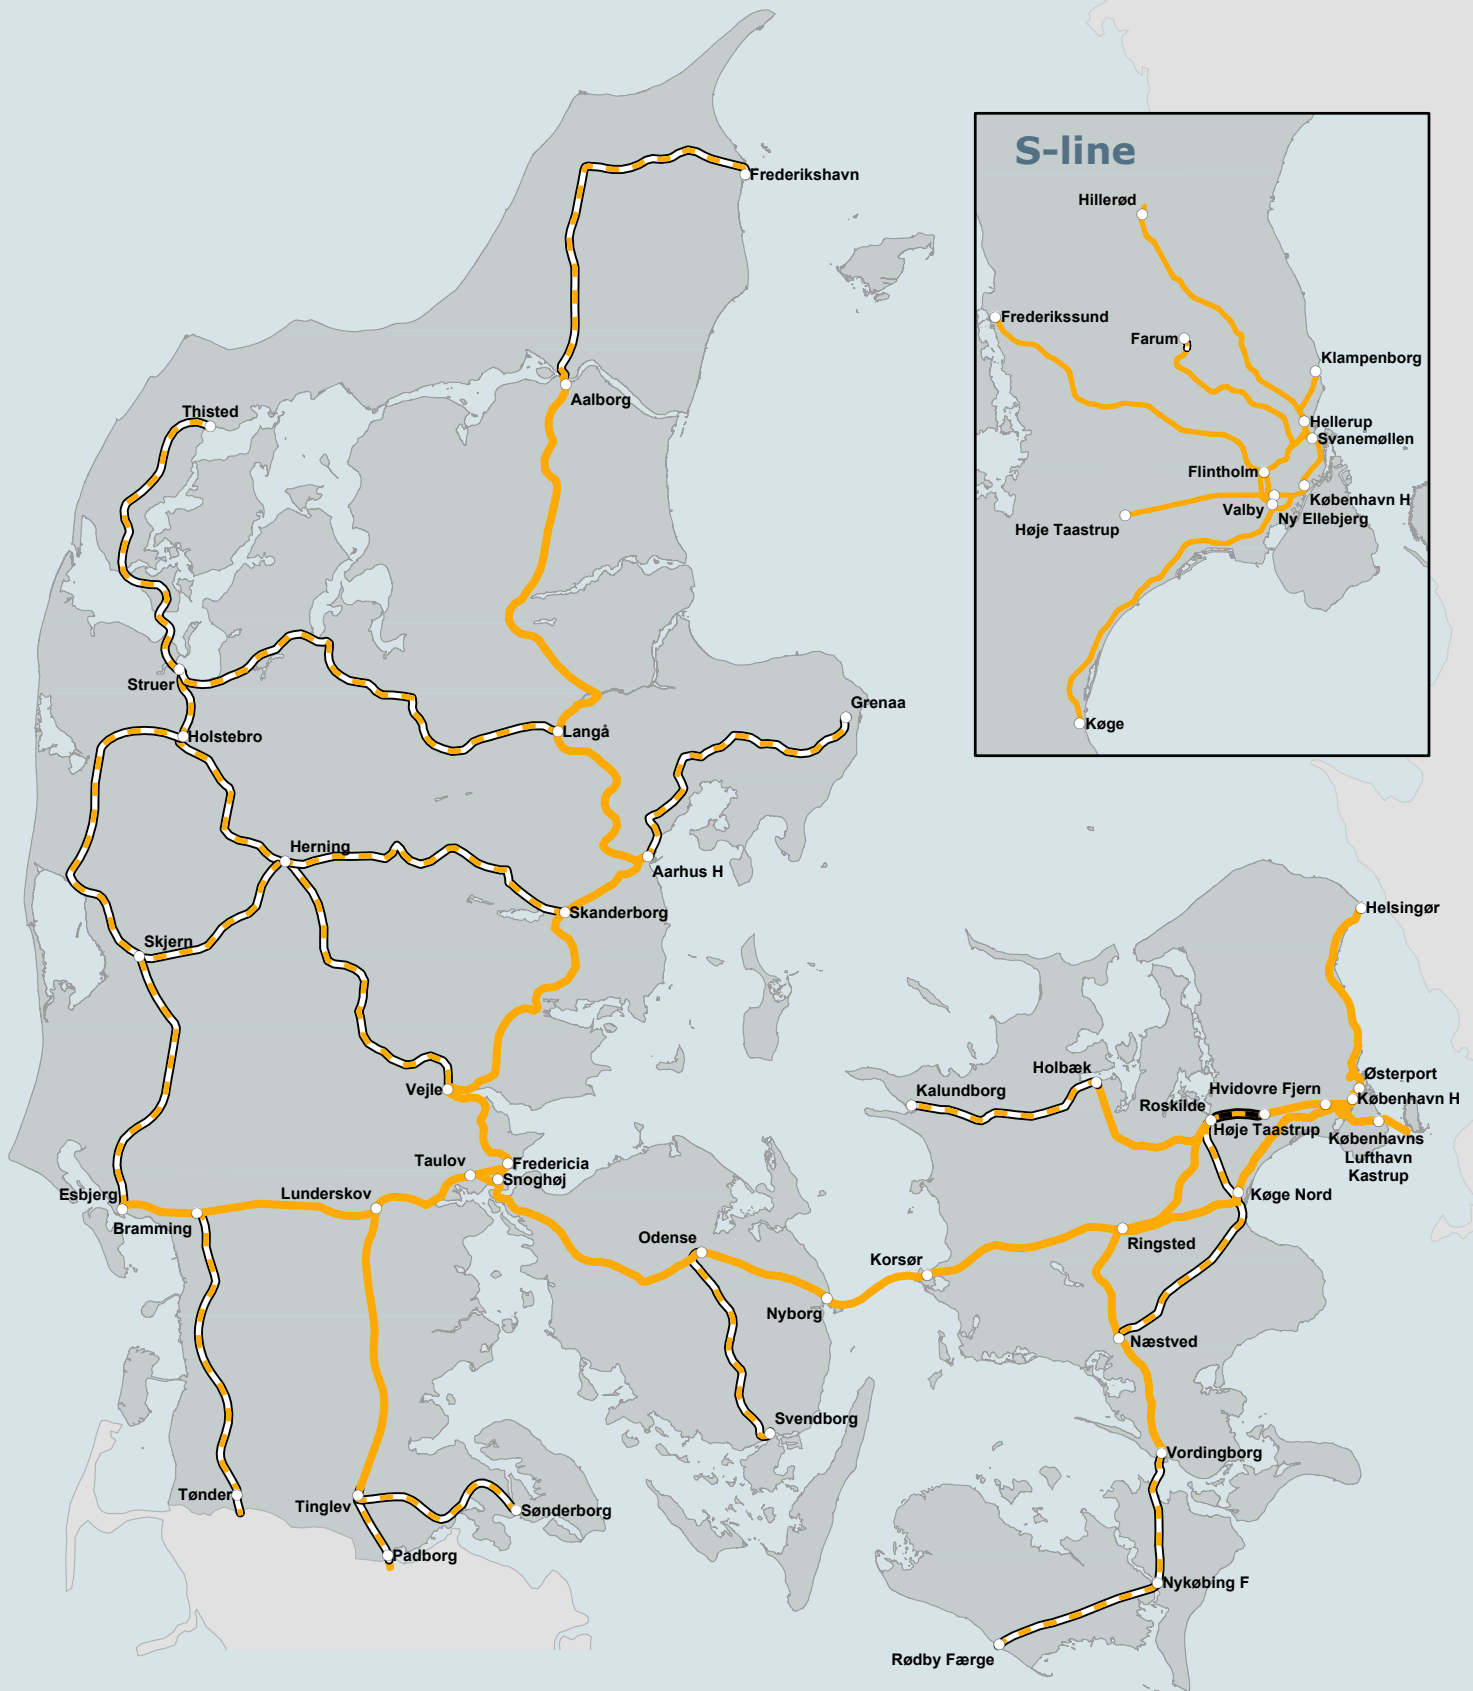 S-line
Hillerød
Frederikssund
Farum
Klampenborg
Hellerup
Svanemøllen
Flintholm
København H
Valby
Ny Ellebjerg
Høje Taastrup
Køge
Frederikshavn
Aalborg
Thisted
Struer
Holstebro
Langå
Grenaa
Herning
Aarhus H
Skanderborg
Skjern
Vejle
Fredericia
Taulov
Snoghøj
Esbjerg
Lunderskov
Bramming
Odense
Nyborg
Korsør
Svendborg
Tønder
Tinglev
Sønderborg
Padborg
Helsingør
Holbæk
Kalundborg
Østerport
Hvidovre Fjern
København H
Roskilde
Høje Taastrup
Københavns
Lufthavn
Kastrup
Køge Nord
Ringsted
Næstved
Vordingborg
Nykøbing F
Rødby Færge